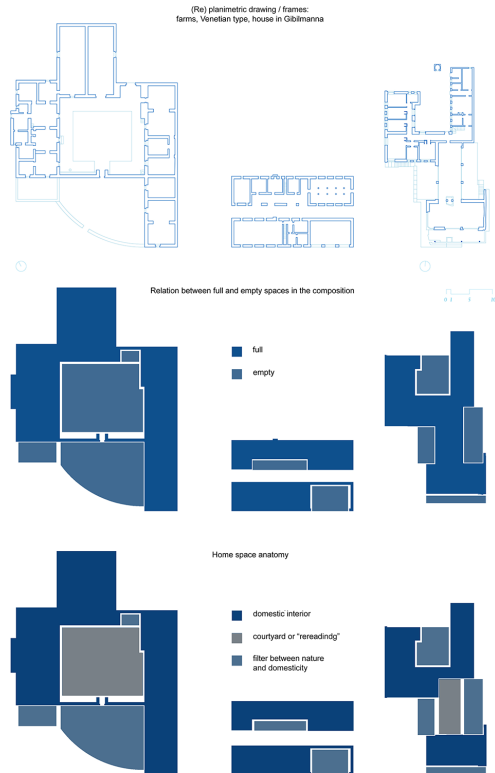 (Re) planimetric drawing / frames:
farms, Venetian type, house in Gibilmanna
Relation between full and empty spaces in the composition
full
empty
Home space anatomy
domestic interior
courtyard or “rereadindg”
filter between nature
and domesticity